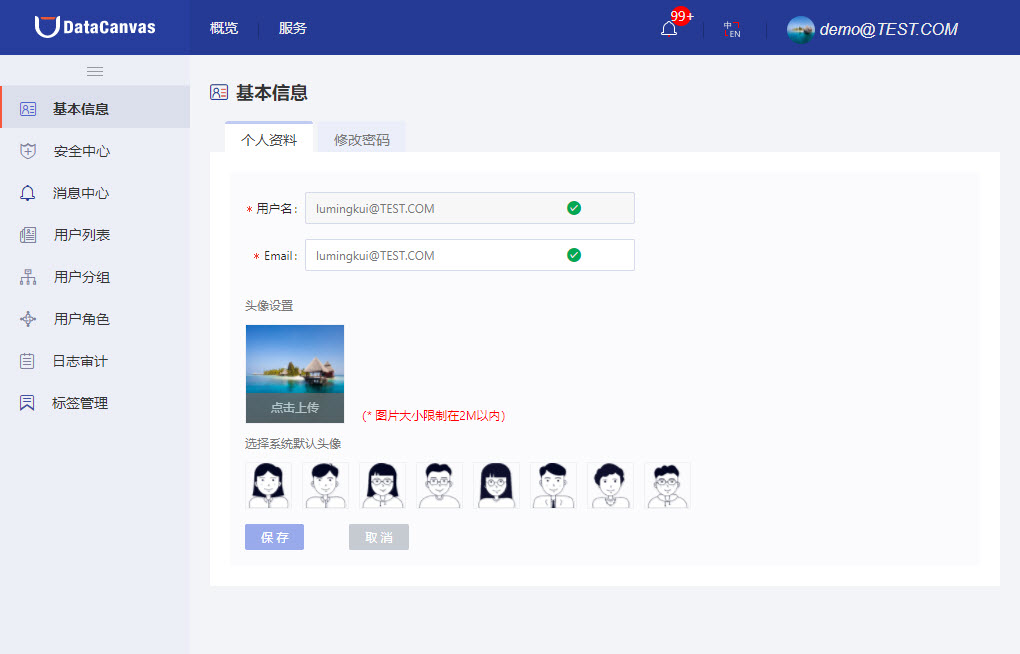 DataCanvas
概览
服务
99+
中
EN
demo@TEST.COM
基本信息
安全中心
消息中心
用户列表
用户分组
用户角色
日志审计
标签管理
基本信息
个人资料
修改密码
* 用户名:
lumingkui@TEST.COM
* Email:
lumingkui@TEST.COM
头像设置
点击上传
(* 图片大小限制在2M以内)
选择系统默认头像
保存
取消